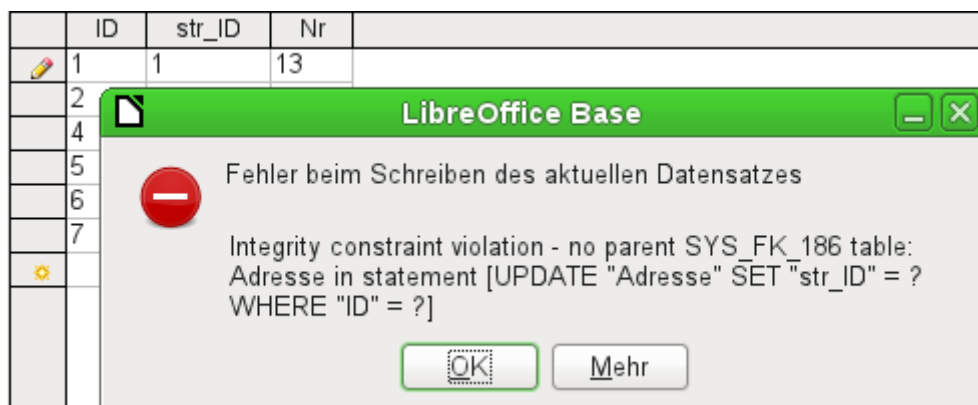 ID str_ID Nr
1 1 13
2
4
5
6
7
LibreOffice Base
Fehler beim Schreiben des aktuellen Datensatzes
Integrity constraint violation - no parent SYS_FK_186 table:
Adresse in statement [UPDATE "Adresse" SET "str_ID" = ?
WHERE "ID" = ?]
OK Mehr